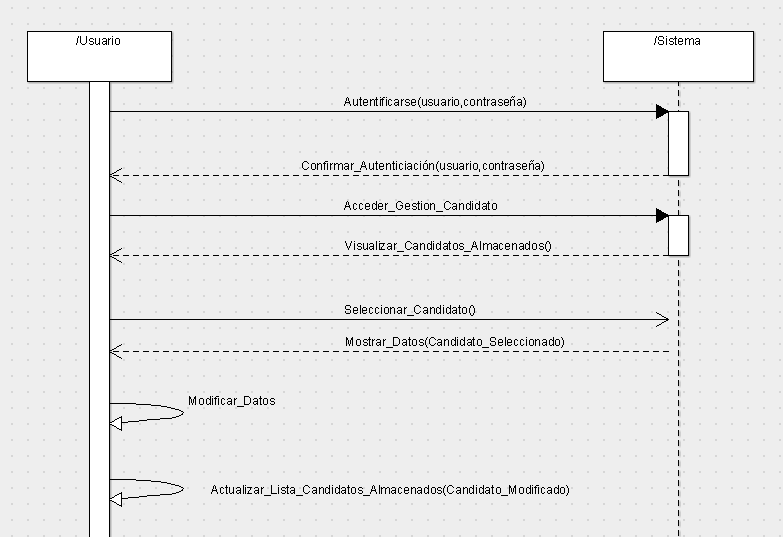 /Usuario
/Sistema
Autentificarse(usuario,contraseña)
Confirmar_Autenticiación(usuario,contraseña)
Acceder_Gestion_Candidato
Visualizar_Candidatos_Almacenados()
Seleccionar_Candidato()
Mostrar_Datos(Candidato_Seleccionado)
Modificar_Datos
Actualizar_Lista_Candidatos_Almacenados(Candidato_Modificado)